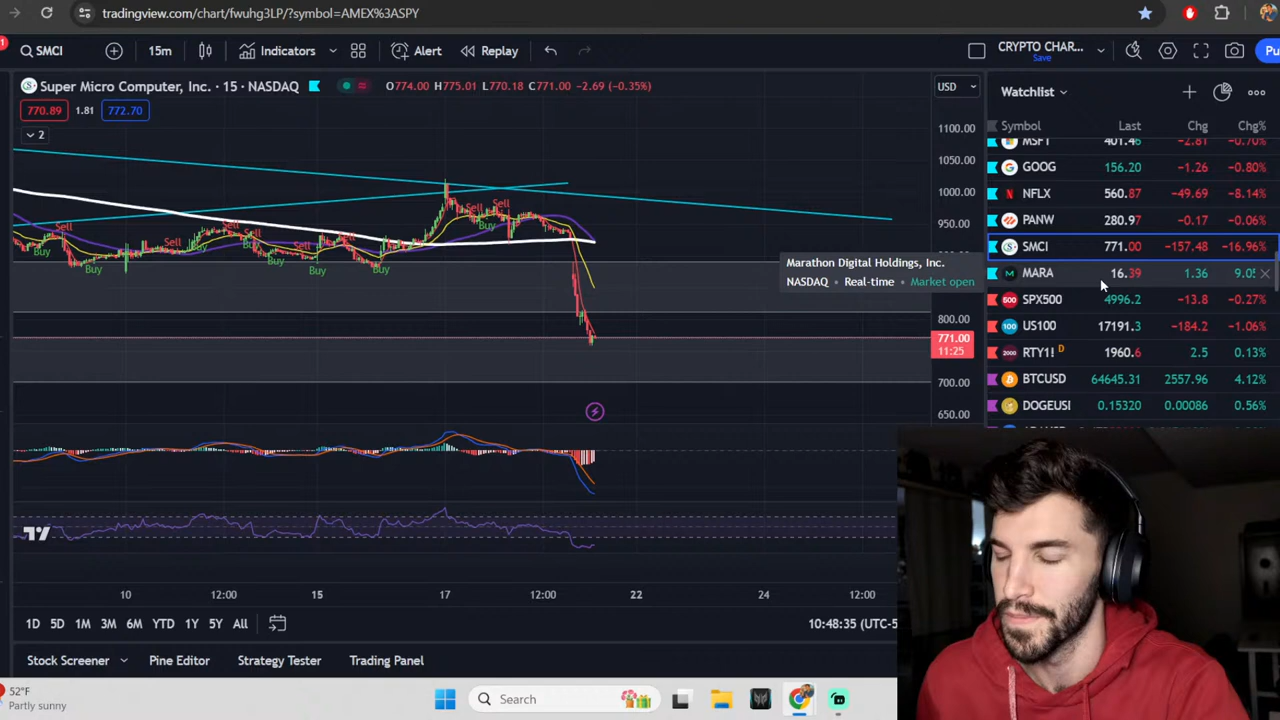 tradingview.com/chart/fwuhg3LP/?symbol=AMEX%3ASPY
SMCI 15m Indicators Alert Replay CRYPTO CHAR... Save Pu
Super Micro Computer, Inc. · 15 · NASDAQ O774.00 H775.01 L770.18 C771.00 −2.69 (−0.35%) USD
770.89 1.81 772.70
2
1100.00
1050.00
1000.00
950.00
800.00
771.00
11:25
700.00
650.00
Sell
Buy
Buy
Sell
Sell
Sell
Buy
Sell
Buy
Sell
Buy
Sell
Sell
Buy
Watchlist
Symbol Last Chg Chg%
MSFT 401.46 −2.81 −0.70%
GOOG 156.20 −1.26 −0.80%
NFLX 560.87 −49.69 −8.14%
PANW 280.97 −0.17 −0.06%
SMCI 771.00 −157.48 −16.96%
MARA 16.39 1.36 9.0
SPX500 4996.2 −13.8 −0.27%
US100 17191.3 −184.2 −1.06%
RTY1! D 1960.6 2.5 0.13%
BTCUSD 64645.31 2557.96 4.12%
DOGEUSI 0.15320 0.00086 0.56%
Marathon Digital Holdings, Inc.
NASDAQ • Real-time • Market open
10 12:00 15 17 12:00 22 24 12:00
1D 5D 1M 3M 6M YTD 1Y 5Y All 10:48:35 (UTC-5
Stock Screener Pine Editor Strategy Tester Trading Panel
52°F
Partly sunny
Search